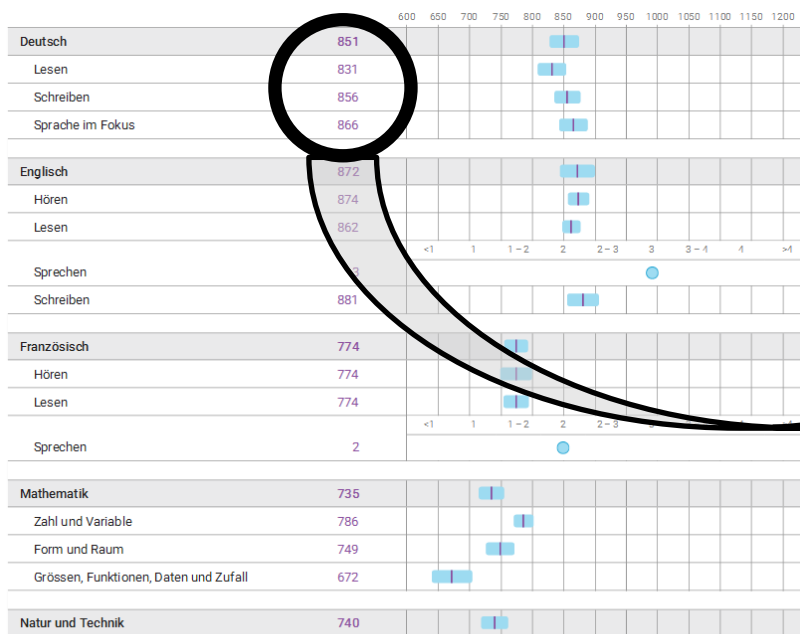 600 650 700 750 800 850 900 950 1000 1050 1100 1150 1200
Deutsch 851
Lesen 831
Schreiben 856
Sprache im Fokus 866
Englisch 872
Hören 874
Lesen 862
<1 1 1 – 2 2 2 – 3 3 3 – 4 4 >4
Sprechen 3
Schreiben 881
Französisch 774
Hören 774
Lesen 774
<1 1 1 – 2 2 2 – 3
Sprechen 2
Mathematik 735
Zahl und Variable 786
Form und Raum 749
Grössen, Funktionen, Daten und Zufall 672
Natur und Technik 740